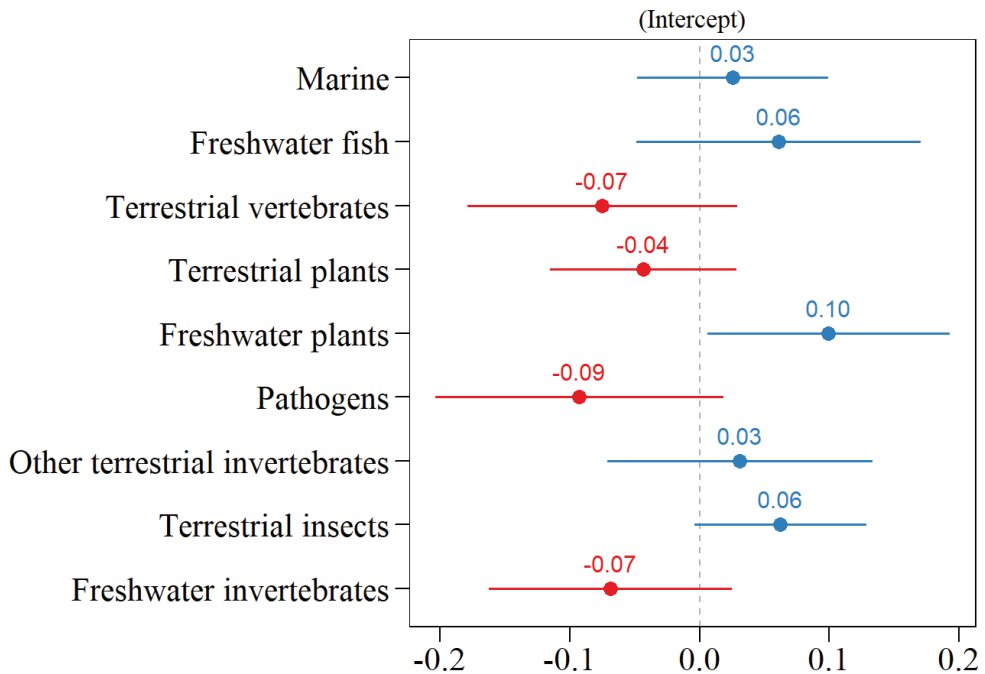 (Intercept)
Marine
0.03
Freshwater fish
0.06
Terrestrial vertebrates
-0.07
Terrestrial plants
-0.04
Freshwater plants
0.10
Pathogens
-0.09
Other terrestrial invertebrates
0.03
Terrestrial insects
0.06
Freshwater invertebrates
-0.07
-0.2 -0.1 0.0 0.1 0.2